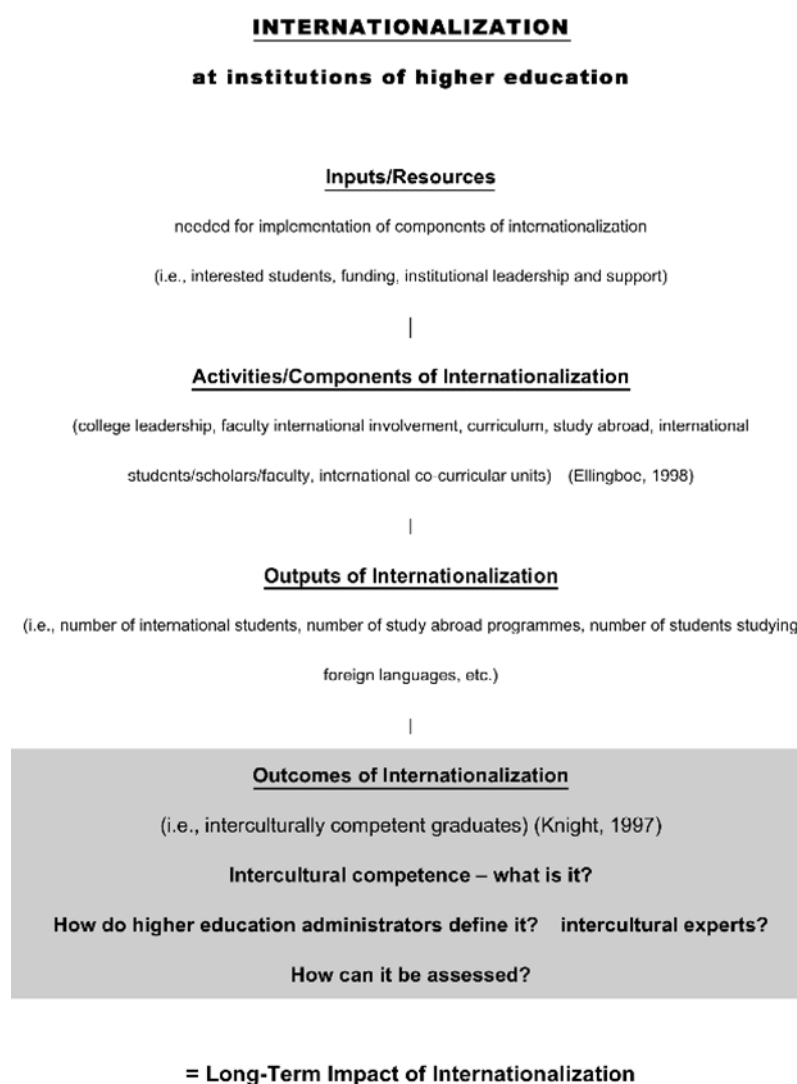 INTERNATIONALIZATION
at institutions of higher education
Inputs/Resources
needed for implementation of components of internationalization
(i.e., interested students, funding, institutional leadership and support)
|
Activities/Components of Internationalization
(college leadership, faculty international involvement, curriculum, study abroad, international
students/scholars/faculty, international co-curricular units) (Ellingboe, 1998)
|
Outputs of Internationalization
(i.e., number of international students, number of study abroad programmes, number of students studying
foreign languages, etc.)
|
Outcomes of Internationalization
(i.e., interculturally competent graduates) (Knight, 1997)
Intercultural competence – what is it?
How do higher education administrators define it? intercultural experts?
How can it be assessed?
= Long-Term Impact of Internationalization